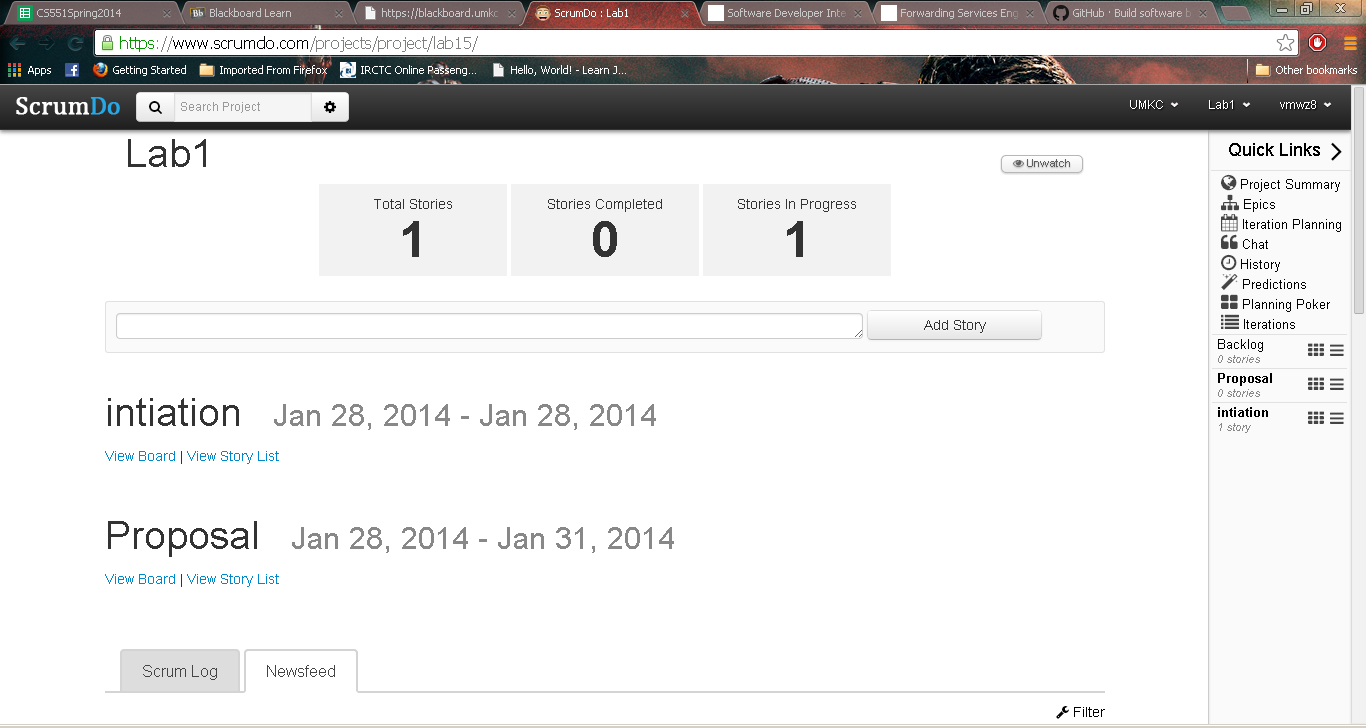 CS551Spring2014
Bb Blackboard Learn
https://blackboard.umkc
ScrumDo : Lab1
Software Developer Inte
Forwarding Services Eng
GitHub · Build software b
https://www.scrumdo.com/projects/project/lab15/
Apps Getting Started Imported From Firefox IRCTC Online Passeng... Hello, World! - Learn J... Other bookmarks
ScrumDo Search Project UMKC Lab1 vmwz8
Lab1
Unwatch
Total Stories
1
Stories Completed
0
Stories In Progress
1
Add Story
intiation Jan 28, 2014 - Jan 28, 2014
View Board | View Story List
Proposal Jan 28, 2014 - Jan 31, 2014
View Board | View Story List
Scrum Log Newsfeed
Filter
Quick Links
Project Summary
Epics
Iteration Planning
Chat
History
Predictions
Planning Poker
Iterations
Backlog
0 stories
Proposal
0 stories
intiation
1 story